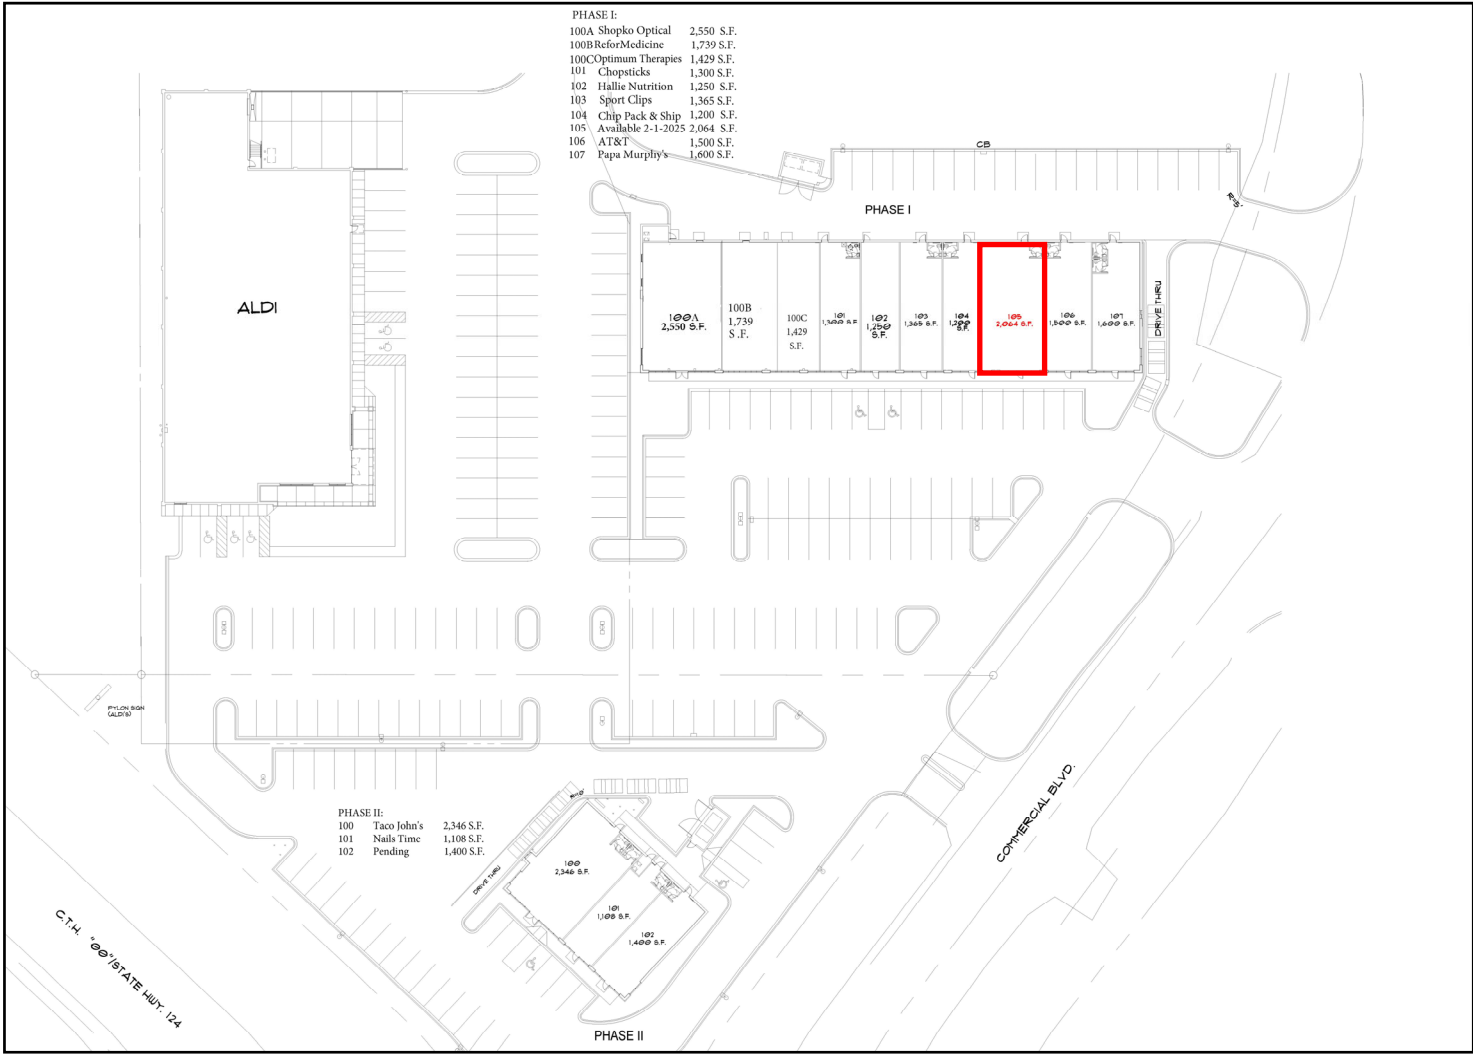 PHASE I:
100A Shopko Optical 2,550 S.F.
100B ReforMedicine 1,739 S.F.
100C Optimum Therapies 1,429 S.F.
101 Chopsticks 1,300 S.F.
102 Hallie Nutrition 1,250 S.F.
103 Sport Clips 1,365 S.F.
104 Chip Pack & Ship 1,200 S.F.
105 Available 2-1-2025 2,064 S.F.
106 AT&T 1,500 S.F.
107 Papa Murphy's 1,600 S.F.
CB
R=5'
PHASE I
ALDI
100A
2,550 S.F.
100B
1,739
S .F.
100C
1,429
S.F.
101
1,300 S.F.
102
1,250
S.F.
103
1,365 S.F.
104
1,200
S.F.
105
2,064 S.F.
106
1,500 S.F.
107
1,600 S.F.
DRIVE THRU
PYLON SIGN
(ALDI'S)
PHASE II:
100 Taco John's 2,346 S.F.
101 Nails Time 1,108 S.F.
102 Pending 1,400 S.F.
DRIVE THRU
100
2,346 S.F.
101
1,108 S.F.
102
1,400 S.F.
COMMERCIAL BLVD.
C.T.H. "OO"/STATE HWY. 124
PHASE II